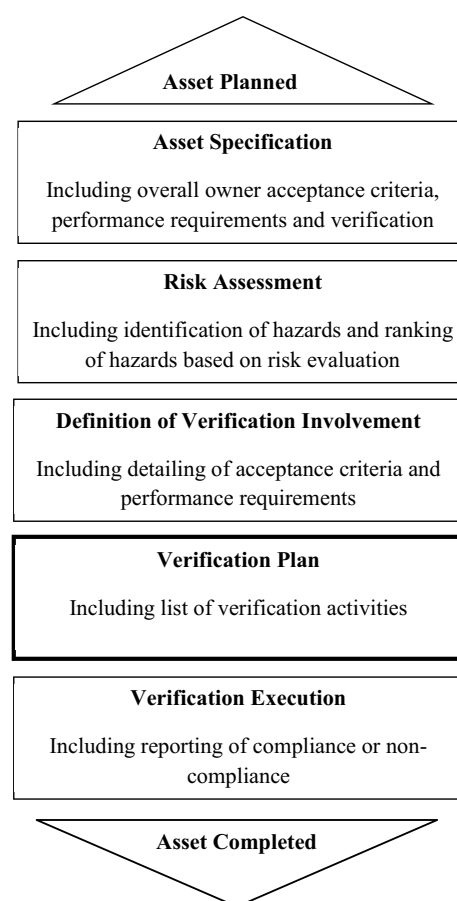 Asset Planned
Asset Specification
Including overall owner acceptance criteria,
performance requirements and verification
Risk Assessment
Including identification of hazards and ranking
of hazards based on risk evaluation
Definition of Verification Involvement
Including detailing of acceptance criteria and
performance requirements
Verification Plan
Including list of verification activities
Verification Execution
Including reporting of compliance or non-
compliance
Asset Completed